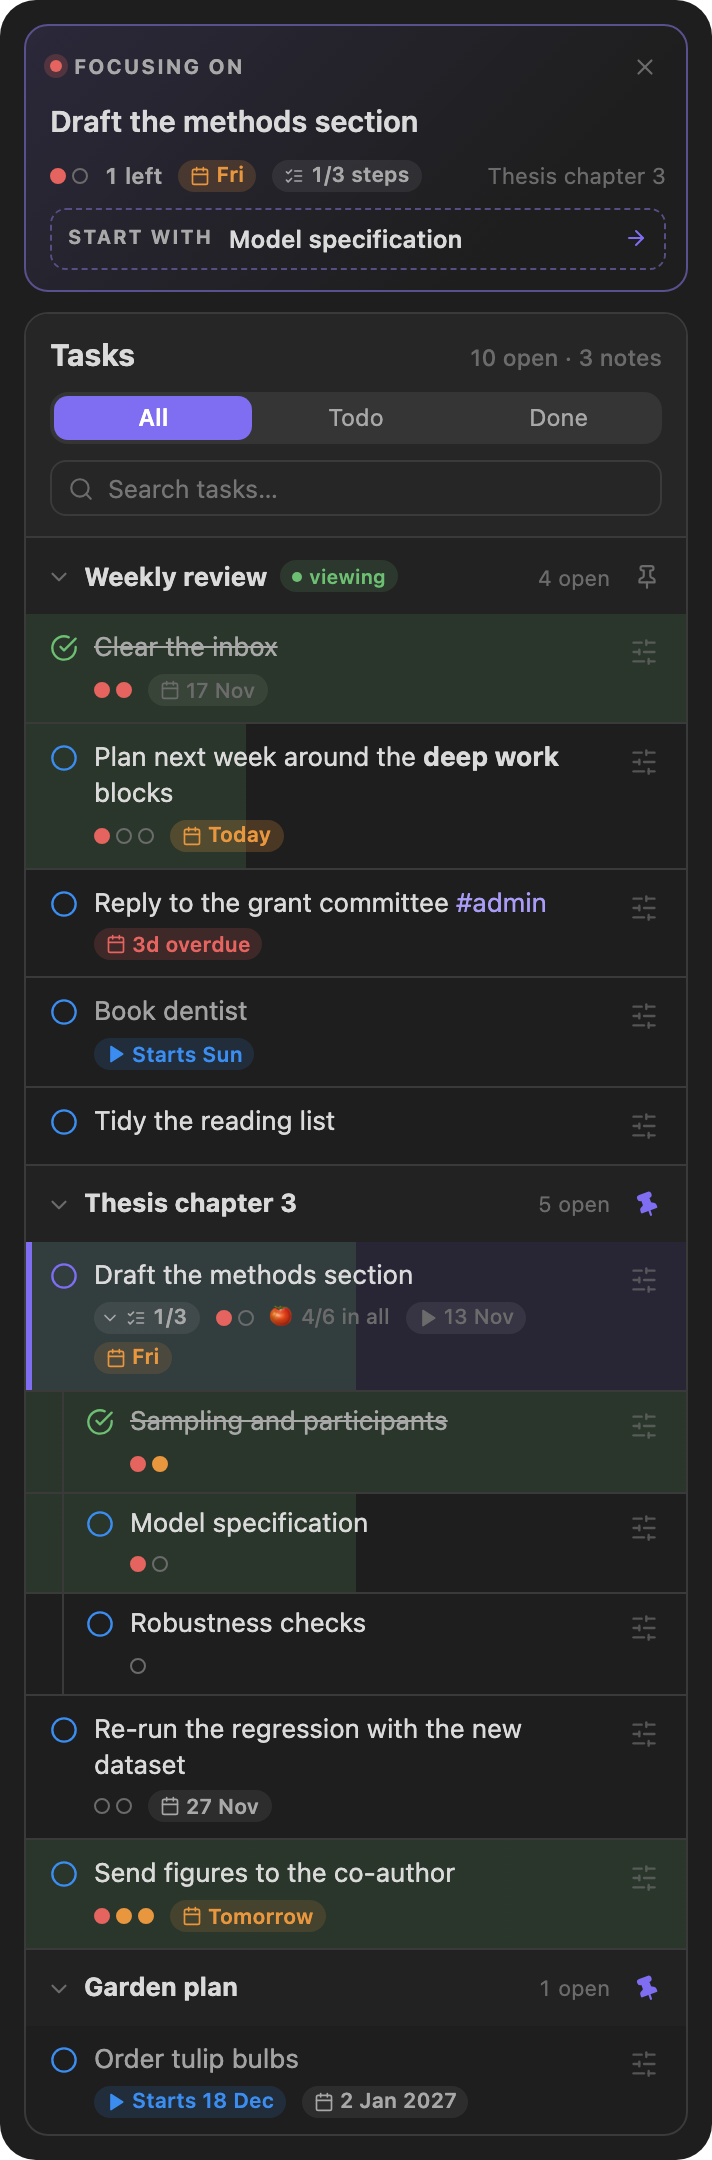 FOCUSING ON
Draft the methods section
1 left Fri 1/3 steps Thesis chapter 3
START WITH Model specification
Tasks 10 open · 3 notes
All Todo Done
Search tasks...
Weekly review viewing 4 open
Clear the inbox
17 Nov
Plan next week around the deep work
blocks
Today
Reply to the grant committee #admin
3d overdue
Book dentist
Starts Sun
Tidy the reading list
Thesis chapter 3 5 open
Draft the methods section
1/3 4/6 in all 13 Nov
Fri
Sampling and participants
Model specification
Robustness checks
Re-run the regression with the new
dataset
27 Nov
Send figures to the co-author
Tomorrow
Garden plan 1 open
Order tulip bulbs
Starts 18 Dec 2 Jan 2027